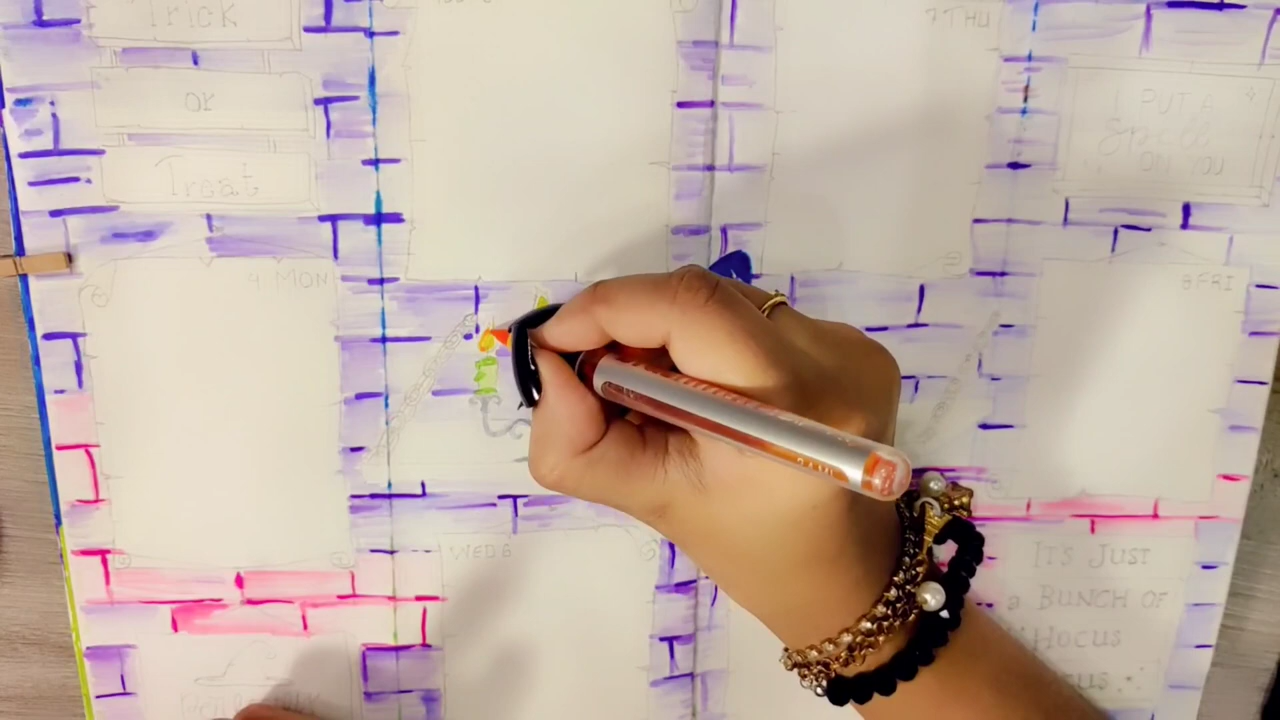 Trick
or
Treat
4 MON
7 THU
I PUT A
Spell
ON YOU
8 FRI
WED 6
IT'S JUST
a BUNCH OF
Hocus